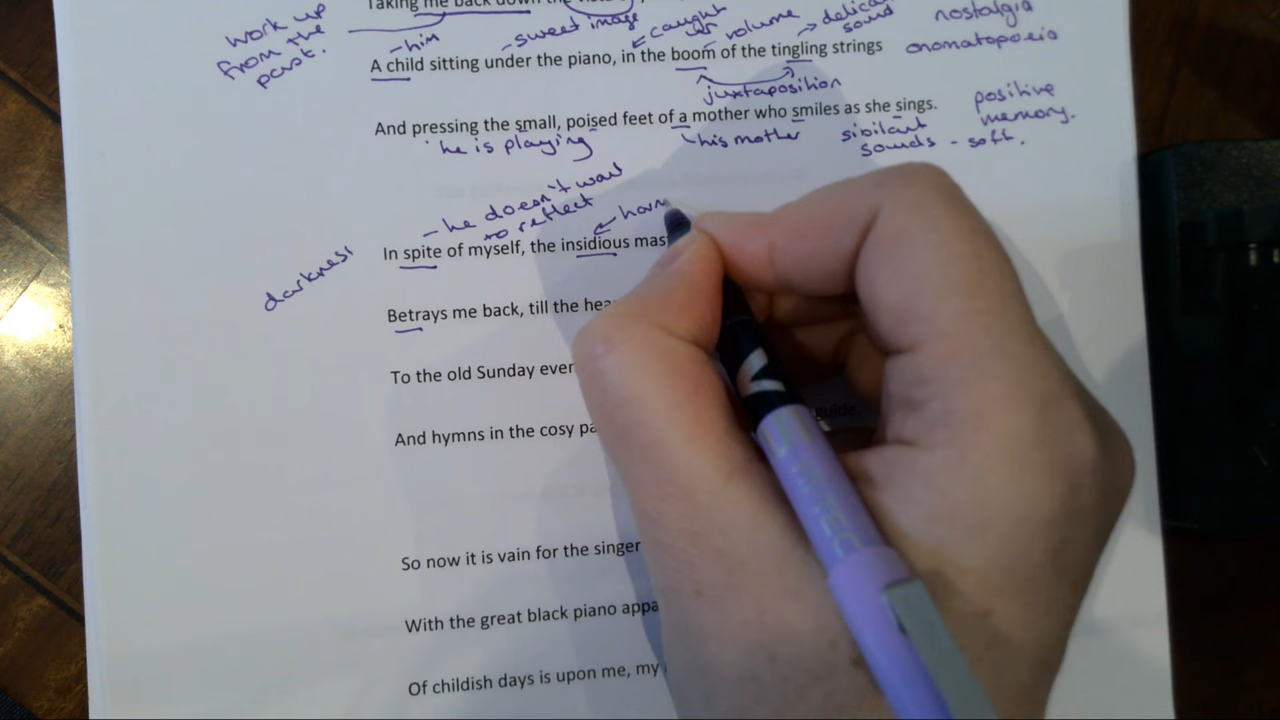 Taking me back down the
work up
from the
past.
-him
-sweet image
caught
volume
delicate
sound
nostalgia
A child sitting under the piano, in the boom of the tingling strings
onomatopoeia
juxtaposition
And pressing the small, poised feet of a mother who smiles as she sings.
positive
memory.
he is playing
his mother
sibilant
sounds - soft.
- he doesn't want
to reflect
darkness
In spite of myself, the insidious mas
Betrays me back, till the hea
To the old Sunday even
guide.
And hymns in the cosy pa
So now it is vain for the singer
With the great black piano appa
Of childish days is upon me, my